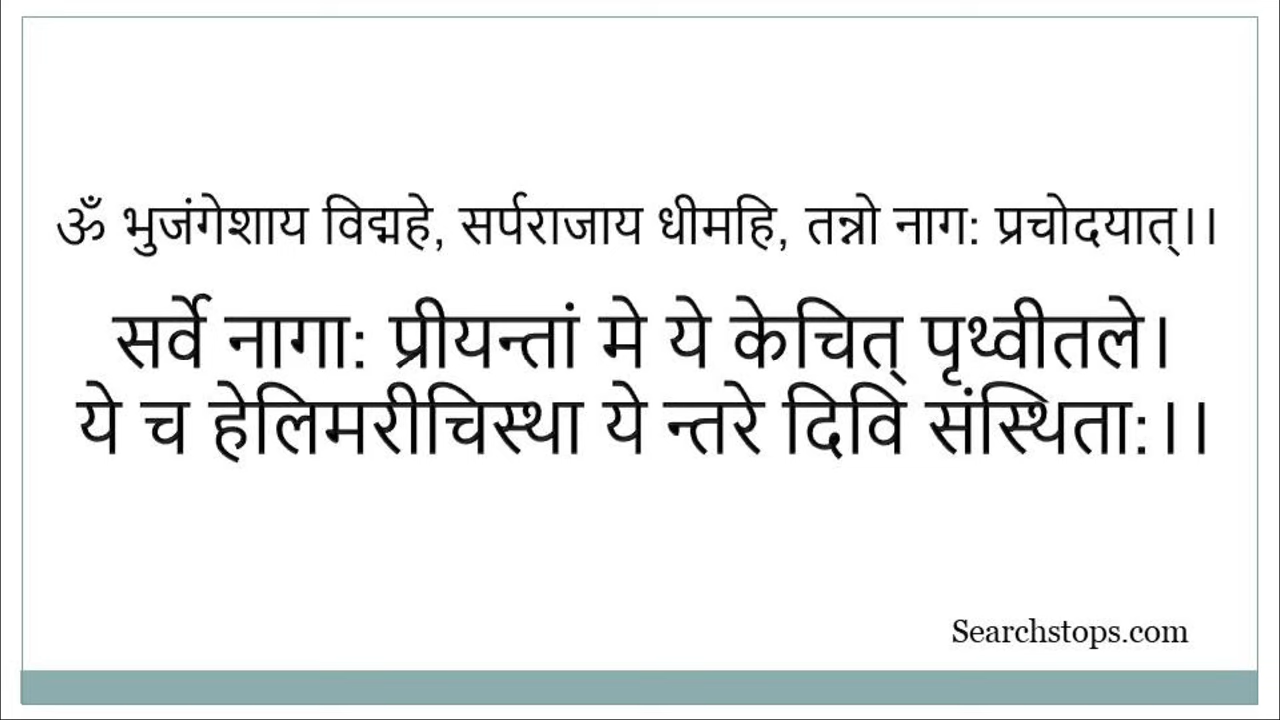 ॐ भुजंगेशाय विद्महे, सर्पराजाय धीमहि, तन्नो नाग: प्रचोदयात्।।
सर्वे नागा: प्रीयन्तां मे ये केचित् पृथ्वीतले।
ये च हेलिमरीचिस्था ये न्तरे दिवि संस्थिता:।।
Searchstops.com